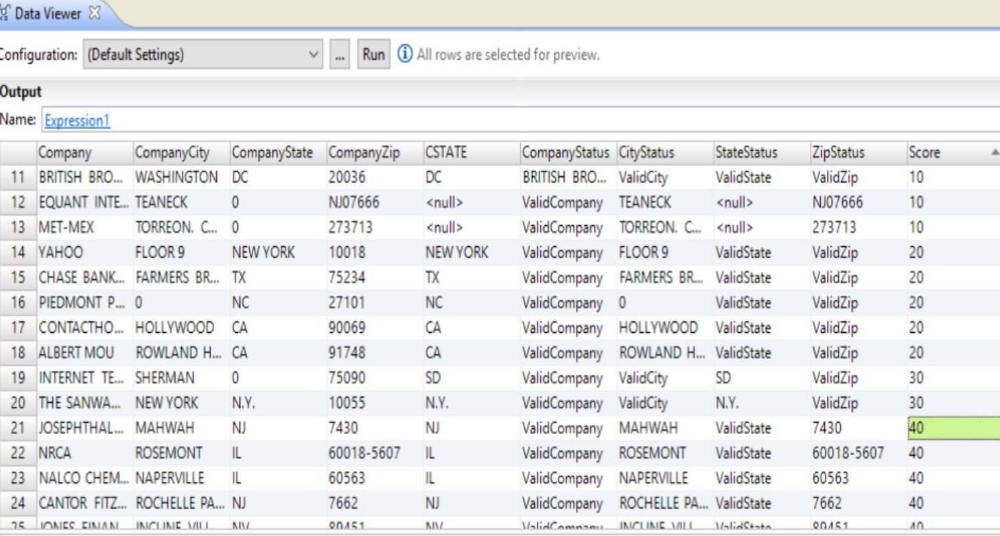 Data Viewer
Configuration: (Default Settings) ... Run All rows are selected for preview.
Output
Name: Expression1
Company CompanyCity CompanyState CompanyZip CSTATE CompanyStatus CityStatus StateStatus ZipStatus Score
11 BRITISH BRO... WASHINGTON DC 20036 DC BRITISH BRO... ValidCity ValidState ValidZip 10
12 EQUANT INTE... TEANECK 0 NJ07666 <null> ValidCompany TEANECK <null> NJ07666 10
13 MET-MEX TORREON. C... 0 273713 <null> ValidCompany TORREON. C... <null> 273713 10
14 YAHOO FLOOR 9 NEW YORK 10018 NEW YORK ValidCompany FLOOR 9 ValidState ValidZip 20
15 CHASE BANK... FARMERS BR... TX 75234 TX ValidCompany FARMERS BR... ValidState ValidZip 20
16 PIEDMONT P... 0 NC 27101 NC ValidCompany 0 ValidState ValidZip 20
17 CONTACTHO... HOLLYWOOD CA 90069 CA ValidCompany HOLLYWOOD ValidState ValidZip 20
18 ALBERT MOU ROWLAND H... CA 91748 CA ValidCompany ROWLAND H... ValidState ValidZip 20
19 INTERNET TE... SHERMAN 0 75090 SD ValidCompany ValidCity SD ValidZip 30
20 THE SANWA... NEW YORK N.Y. 10055 N.Y. ValidCompany ValidCity N.Y. ValidZip 30
21 JOSEPHTHAL... MAHWAH NJ 7430 NJ ValidCompany MAHWAH ValidState 7430 40
22 NRCA ROSEMONT IL 60018-5607 IL ValidCompany ROSEMONT ValidState 60018-5607 40
23 NALCO CHEM... NAPERVILLE IL 60563 IL ValidCompany NAPERVILLE ValidState 60563 40
24 CANTOR FITZ... ROCHELLE PA... NJ 7662 NJ ValidCompany ROCHELLE PA... ValidState 7662 40
25 JONES FINAN... INCLINE VILL... NV 89451 NV ValidCompany INCLINE VILL... ValidState 89451 40